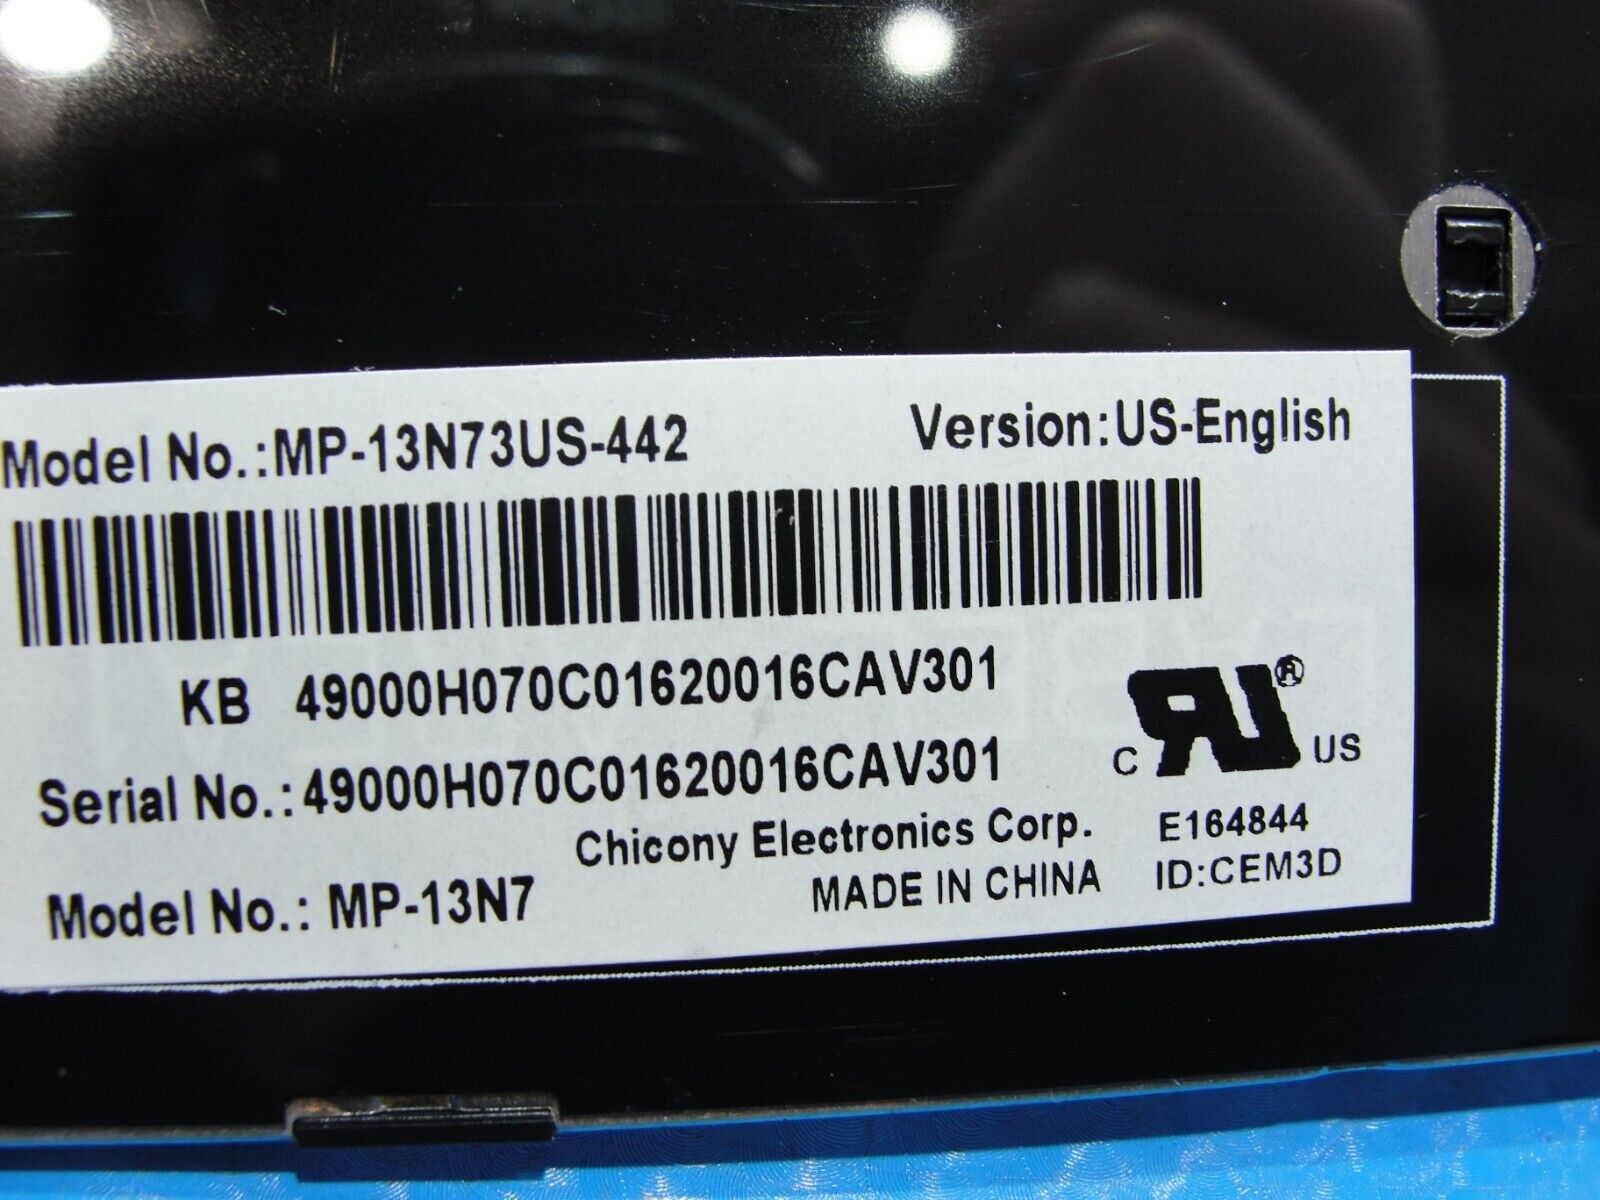 Model No.:MP-13N73US-442 Version:US-English
KB 49000H070C01620016CAV301
Serial No.:49000H070C01620016CAV301
C RU® US
Chicony Electronics Corp. E164844
Model No.: MP-13N7 MADE IN CHINA ID:CEM3D